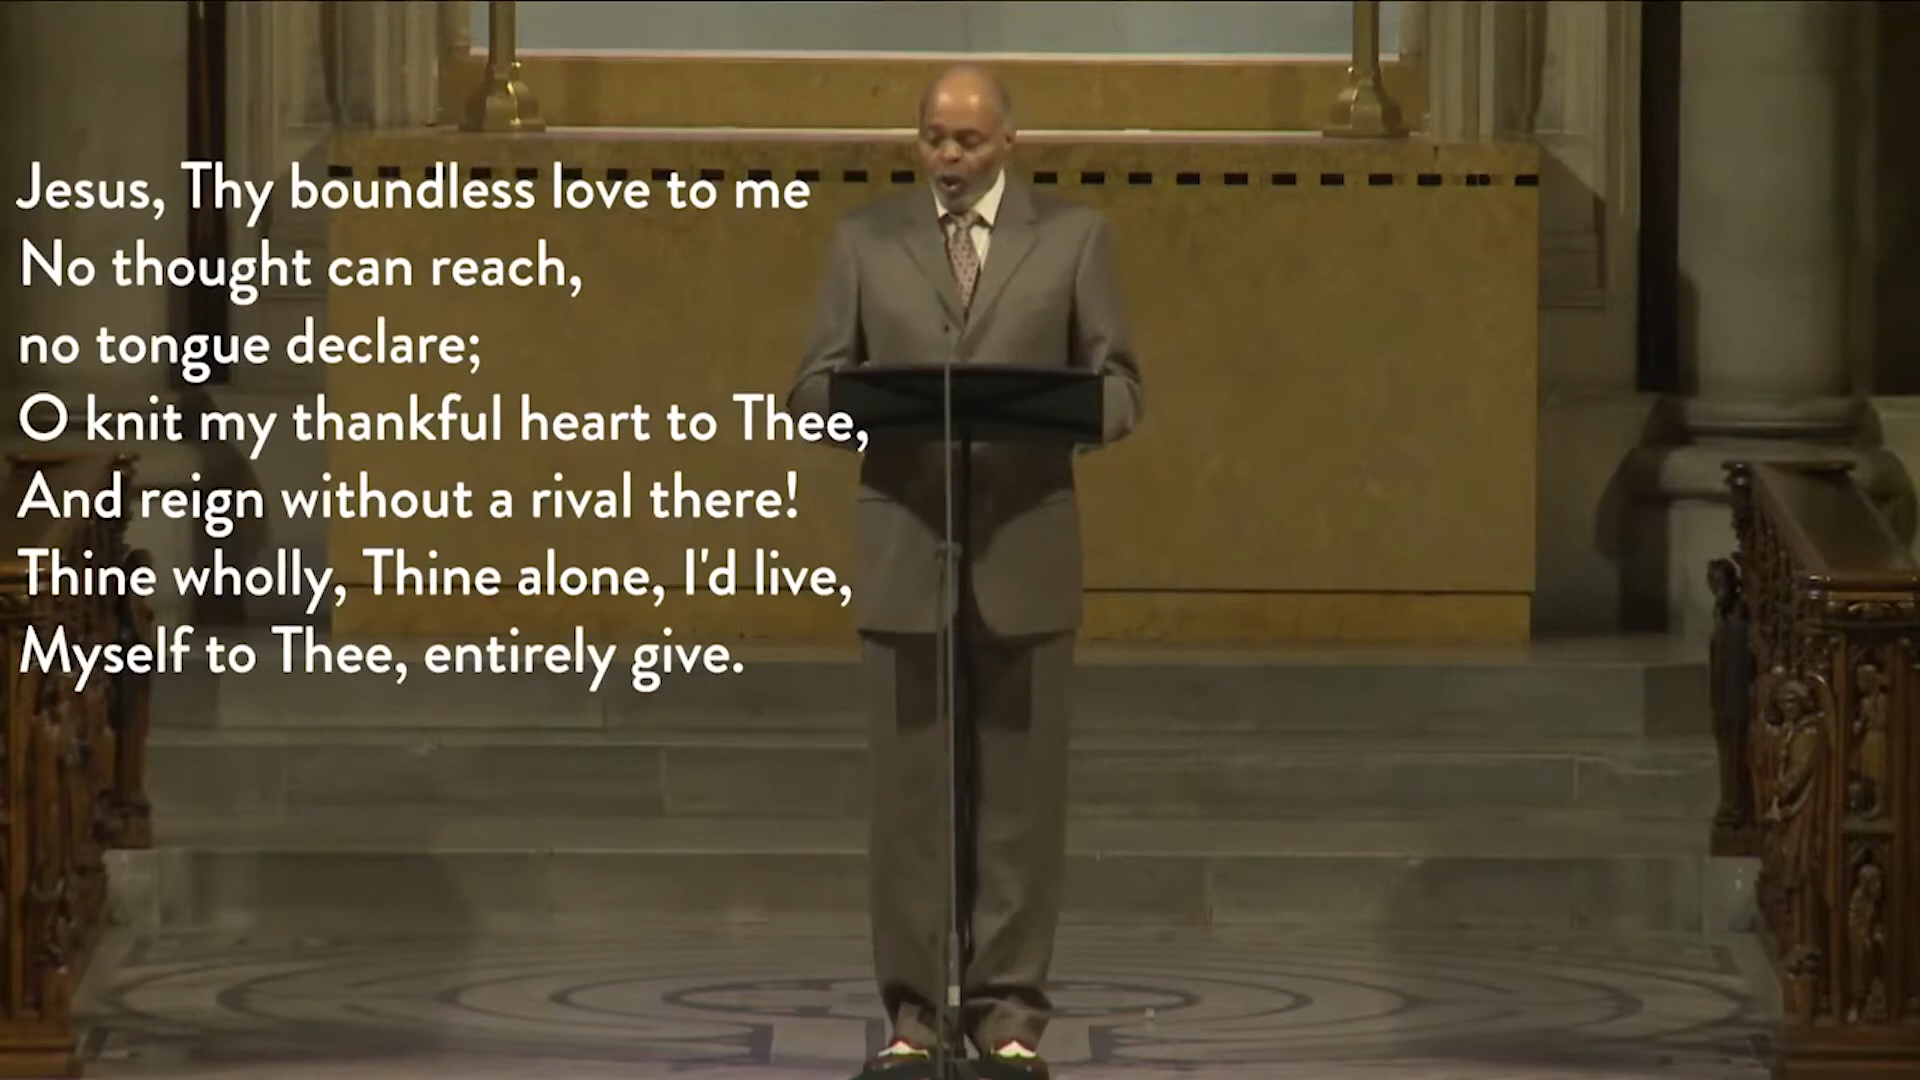 Jesus, Thy boundless love to me
No thought can reach,
no tongue declare;
O knit my thankful heart to Thee,
And reign without a rival there!
Thine wholly, Thine alone, I'd live,
Myself to Thee, entirely give.